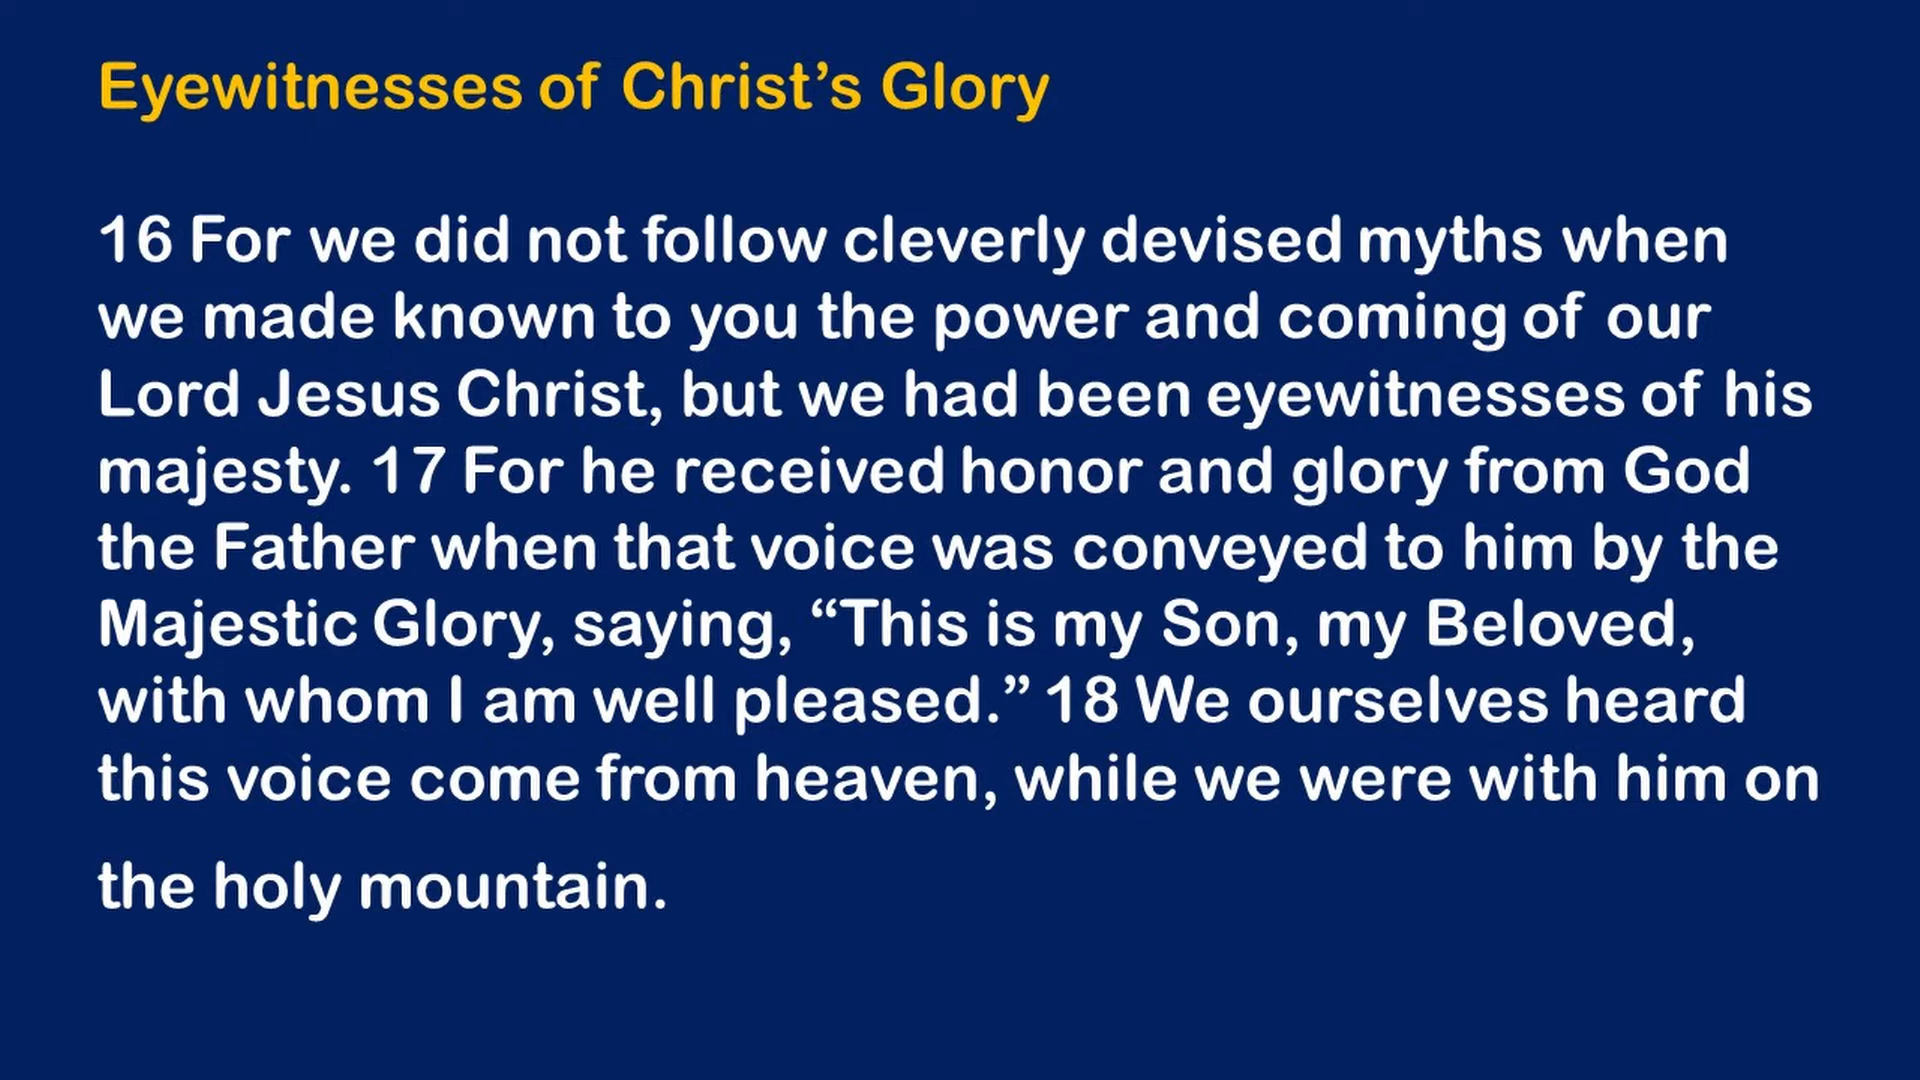 Eyewitnesses of Christ’s Glory
16 For we did not follow cleverly devised myths when
we made known to you the power and coming of our
Lord Jesus Christ, but we had been eyewitnesses of his
majesty. 17 For he received honor and glory from God
the Father when that voice was conveyed to him by the
Majestic Glory, saying, “This is my Son, my Beloved,
with whom I am well pleased.” 18 We ourselves heard
this voice come from heaven, while we were with him on
the holy mountain.